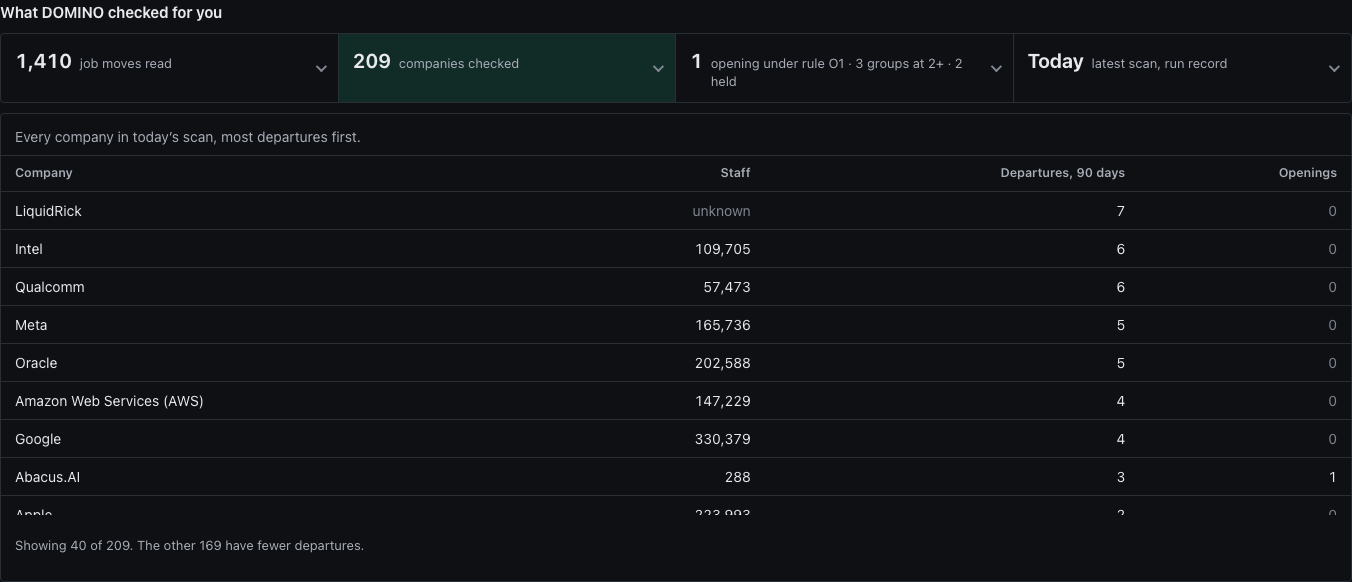 What DOMINO checked for you
1,410 job moves read
209 companies checked
1 opening under rule O1 · 3 groups at 2+ · 2
held
Today latest scan, run record
Every company in today’s scan, most departures first.
Company Staff Departures, 90 days Openings
LiquidRick unknown 7 0
Intel 109,705 6 0
Qualcomm 57,473 6 0
Meta 165,736 5 0
Oracle 202,588 5 0
Amazon Web Services (AWS) 147,229 4 0
Google 330,379 4 0
Abacus.AI 288 3 1
Apple 223,993 2 0
Showing 40 of 209. The other 169 have fewer departures.